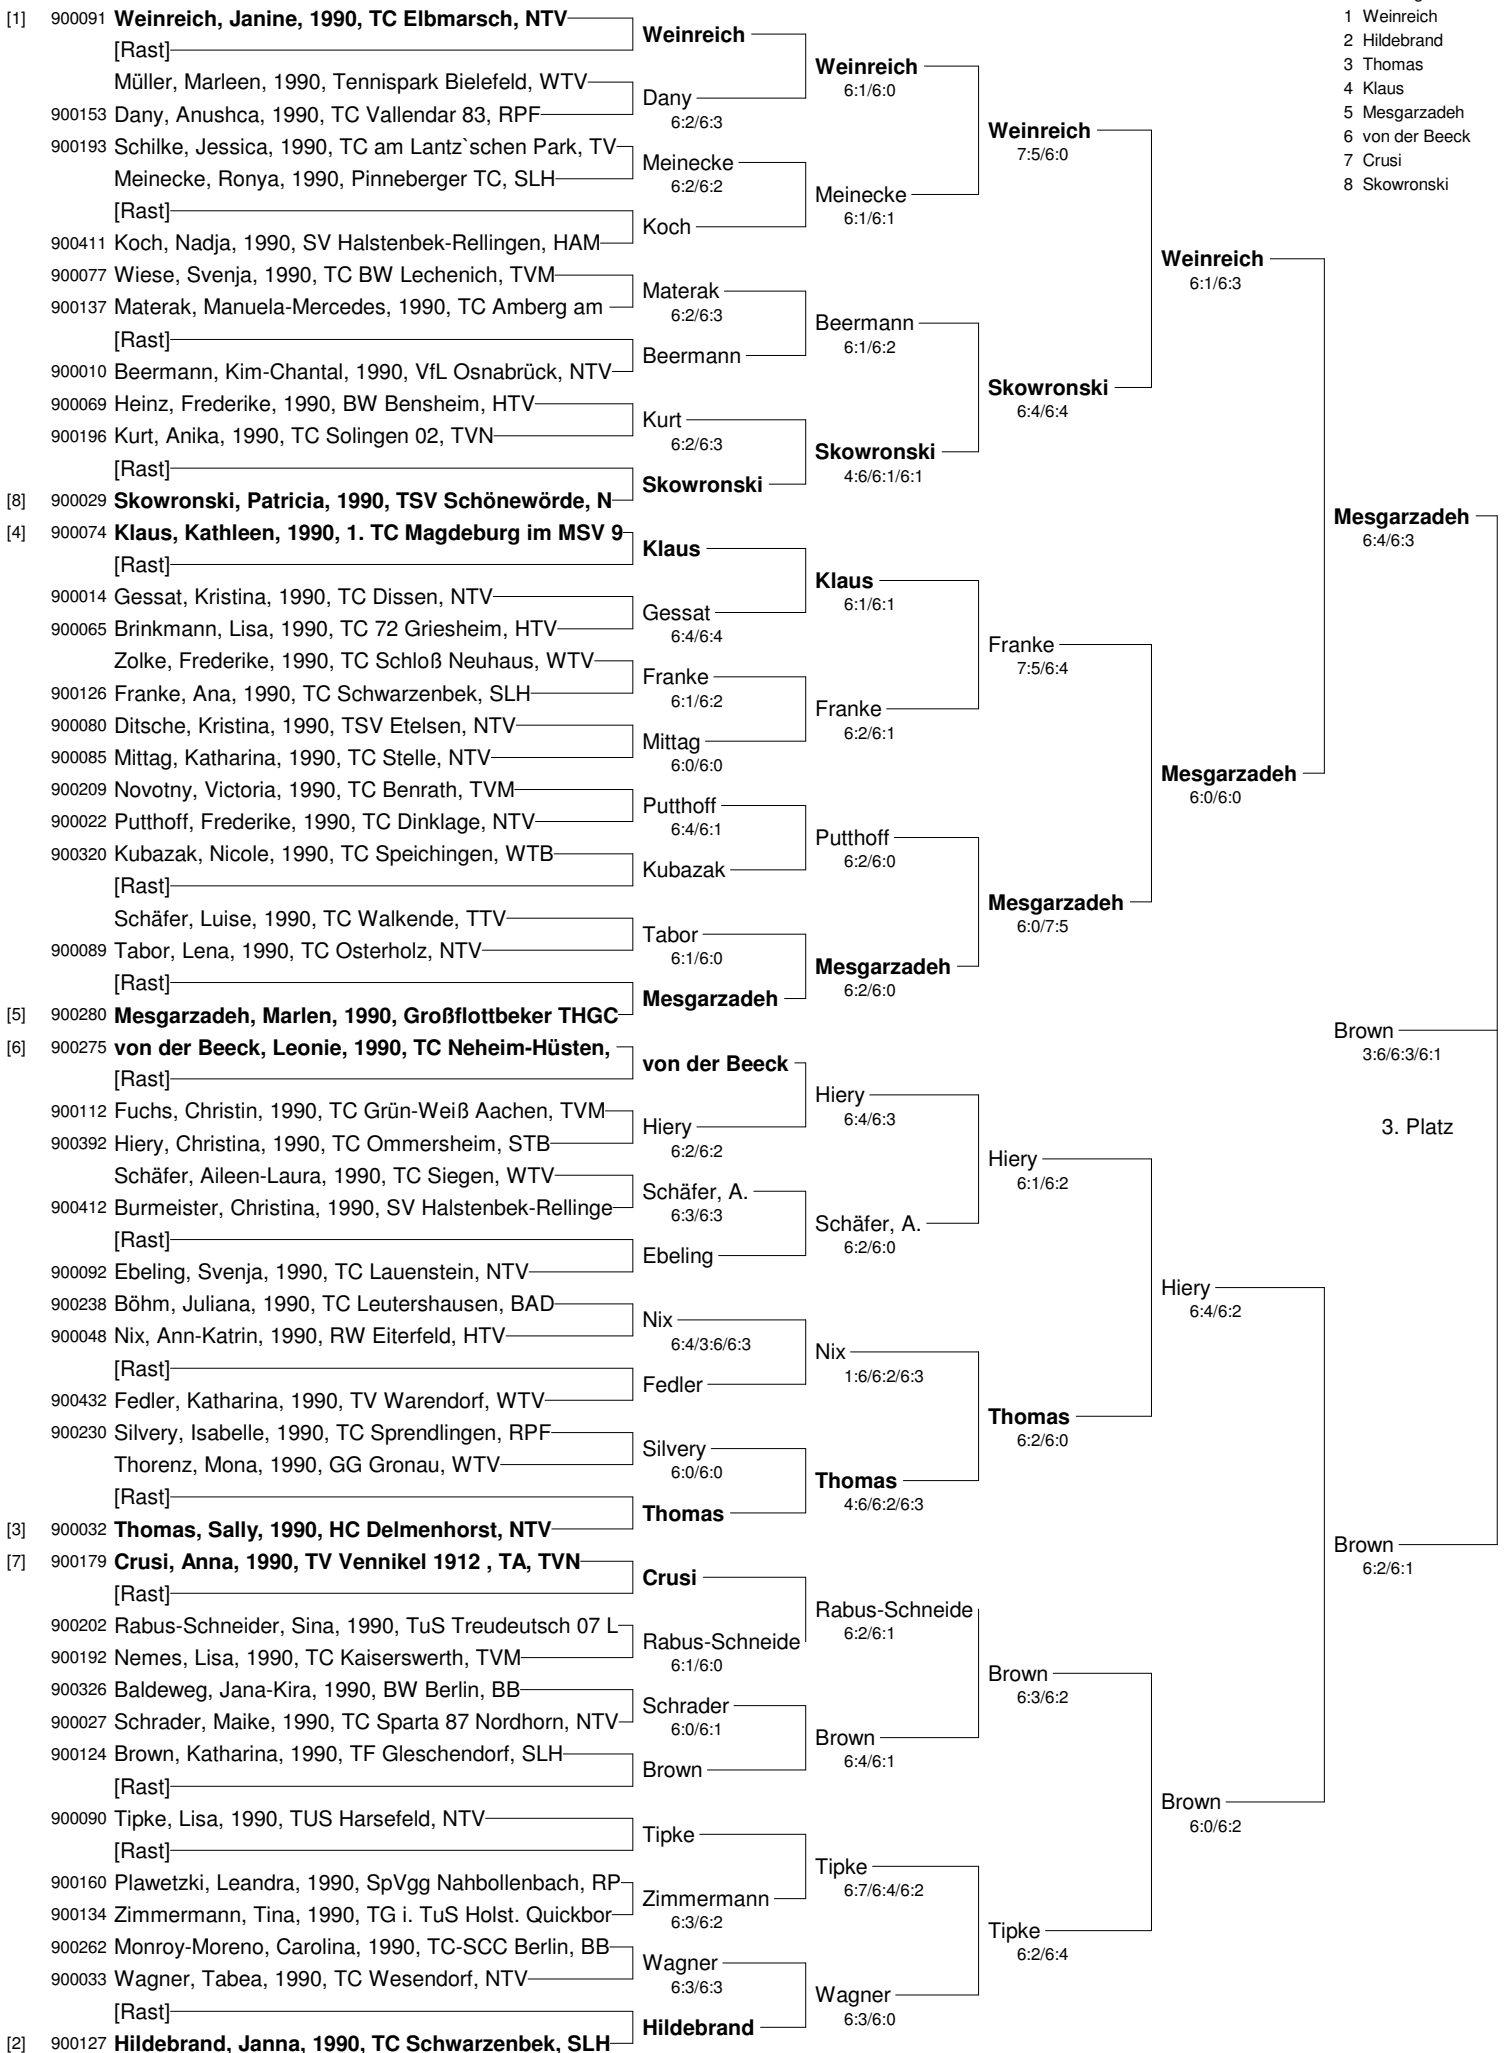 [1] 900091 Weinreich, Janine, 1990, TC Elbmarsch, NTV
[Rast]
Müller, Marleen, 1990, Tennispark Bielefeld, WTV
900153 Dany, Anushca, 1990, TC Vallendar 83, RPF
900193 Schilke, Jessica, 1990, TC am Lantz`schen Park, TV
Meinecke, Ronya, 1990, Pinneberger TC, SLH
[Rast]
900411 Koch, Nadja, 1990, SV Halstenbek-Rellingen, HAM
900077 Wiese, Svenja, 1990, TC BW Lechenich, TVM
900137 Materak, Manuela-Mercedes, 1990, TC Amberg am
[Rast]
900010 Beermann, Kim-Chantal, 1990, VfL Osnabrück, NTV
900069 Heinz, Frederike, 1990, BW Bensheim, HTV
900196 Kurt, Anika, 1990, TC Solingen 02, TVN
[Rast]
[8] 900029 Skowronski, Patricia, 1990, TSV Schönewörde, N
[4] 900074 Klaus, Kathleen, 1990, 1. TC Magdeburg im MSV 9
[Rast]
900014 Gessat, Kristina, 1990, TC Dissen, NTV
900065 Brinkmann, Lisa, 1990, TC 72 Griesheim, HTV
Zolke, Frederike, 1990, TC Schloß Neuhaus, WTV
900126 Franke, Ana, 1990, TC Schwarzenbek, SLH
900080 Ditsche, Kristina, 1990, TSV Etelsen, NTV
900085 Mittag, Katharina, 1990, TC Stelle, NTV
900209 Novotny, Victoria, 1990, TC Benrath, TVM
900022 Putthoff, Frederike, 1990, TC Dinklage, NTV
900320 Kubazak, Nicole, 1990, TC Speichingen, WTB
[Rast]
Schäfer, Luise, 1990, TC Walkende, TTV
900089 Tabor, Lena, 1990, TC Osterholz, NTV
[Rast]
[5] 900280 Mesgarzadeh, Marlen, 1990, Großflottbeker THGC
[6] 900275 von der Beeck, Leonie, 1990, TC Neheim-Hüsten,
[Rast]
900112 Fuchs, Christin, 1990, TC Grün-Weiß Aachen, TVM
900392 Hiery, Christina, 1990, TC Ommersheim, STB
Schäfer, Aileen-Laura, 1990, TC Siegen, WTV
900412 Burmeister, Christina, 1990, SV Halstenbek-Rellinge
[Rast]
900092 Ebeling, Svenja, 1990, TC Lauenstein, NTV
900238 Böhm, Juliana, 1990, TC Leutershausen, BAD
900048 Nix, Ann-Katrin, 1990, RW Eiterfeld, HTV
[Rast]
900432 Fedler, Katharina, 1990, TV Warendorf, WTV
900230 Silvery, Isabelle, 1990, TC Sprendlingen, RPF
Thorenz, Mona, 1990, GG Gronau, WTV
[Rast]
[3] 900032 Thomas, Sally, 1990, HC Delmenhorst, NTV
[7] 900179 Crusi, Anna, 1990, TV Vennikel 1912 , TA, TVN
[Rast]
900202 Rabus-Schneider, Sina, 1990, TuS Treudeutsch 07 L
900192 Nemes, Lisa, 1990, TC Kaiserswerth, TVM
900326 Baldeweg, Jana-Kira, 1990, BW Berlin, BB
900027 Schrader, Maike, 1990, TC Sparta 87 Nordhorn, NTV
900124 Brown, Katharina, 1990, TF Gleschendorf, SLH
[Rast]
900090 Tipke, Lisa, 1990, TUS Harsefeld, NTV
[Rast]
900160 Plawetzki, Leandra, 1990, SpVgg Nahbollenbach, RP
900134 Zimmermann, Tina, 1990, TG i. TuS Holst. Quickbor
900262 Monroy-Moreno, Carolina, 1990, TC-SCC Berlin, BB
900033 Wagner, Tabea, 1990, TC Wesendorf, NTV
[Rast]
[2] 900127 Hildebrand, Janna, 1990, TC Schwarzenbek, SLH
Weinreich
Dany
6:2/6:3
Meinecke
6:2/6:2
Koch
Materak
6:2/6:3
Beermann
Kurt
6:2/6:3
Skowronski
Klaus
Gessat
6:4/6:4
Franke
6:1/6:2
Mittag
6:0/6:0
Putthoff
6:4/6:1
Kubazak
Tabor
6:1/6:0
Mesgarzadeh
von der Beeck
Hiery
6:2/6:2
Schäfer, A.
6:3/6:3
Ebeling
Nix
6:4/3:6/6:3
Fedler
Silvery
6:0/6:0
Thomas
Crusi
Rabus-Schneide
6:1/6:0
Schrader
6:0/6:1
Brown
Tipke
Zimmermann
6:3/6:2
Wagner
6:3/6:3
Hildebrand
Weinreich
6:1/6:0
Meinecke
6:1/6:1
Beermann
6:1/6:2
Skowronski
4:6/6:1/6:1
Klaus
6:1/6:1
Franke
6:2/6:1
Putthoff
6:2/6:0
Mesgarzadeh
6:2/6:0
Hiery
6:4/6:3
Schäfer, A.
6:2/6:0
Nix
1:6/6:2/6:3
Thomas
4:6/6:2/6:3
Rabus-Schneide
6:2/6:1
Brown
6:4/6:1
Tipke
6:7/6:4/6:2
Wagner
6:3/6:0
Weinreich
7:5/6:0
Skowronski
6:4/6:4
Franke
7:5/6:4
Mesgarzadeh
6:0/7:5
Hiery
6:1/6:2
Thomas
6:2/6:0
Brown
6:3/6:2
Tipke
6:2/6:4
Weinreich
6:1/6:3
Mesgarzadeh
6:0/6:0
Hiery
6:4/6:2
Brown
6:0/6:2
1 Weinreich
2 Hildebrand
3 Thomas
4 Klaus
5 Mesgarzadeh
6 von der Beeck
7 Crusi
8 Skowronski
Mesgarzadeh
6:4/6:3
Brown
3:6/6:3/6:1
3. Platz
Brown
6:2/6:1